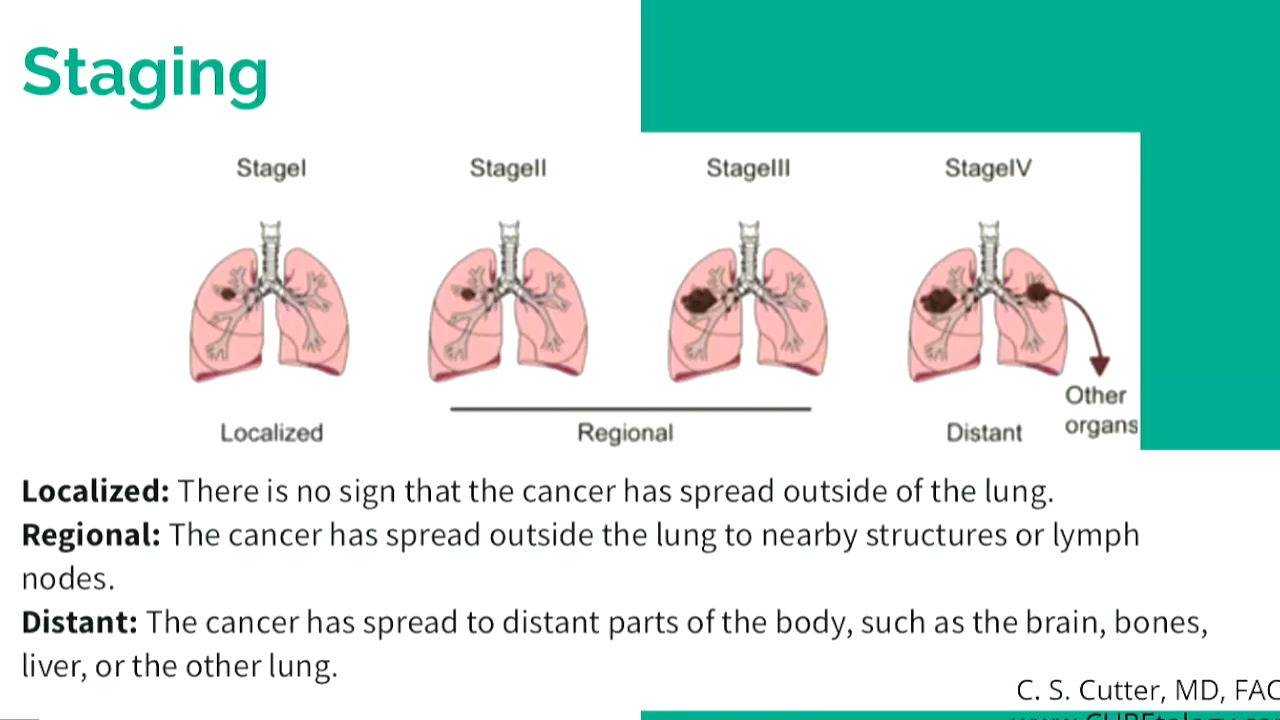 Staging
StageI StageII StageIII StageIV
Other
organs
Localized Regional Distant
Localized: There is no sign that the cancer has spread outside of the lung.
Regional: The cancer has spread outside the lung to nearby structures or lymph
nodes.
Distant: The cancer has spread to distant parts of the body, such as the brain, bones,
liver, or the other lung.
C. S. Cutter, MD, FAC